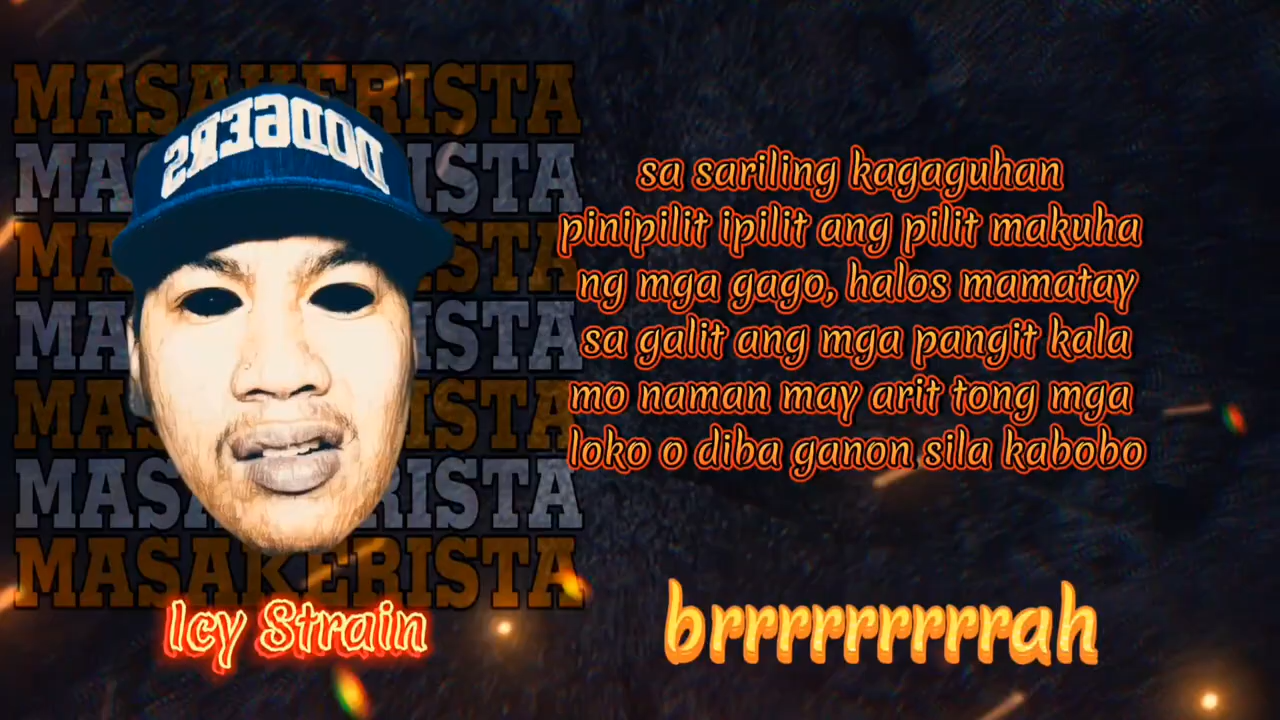 MASAKERISTA
MASAKERISTA
MASAKERISTA
MASAKERISTA
MASAKERISTA
MASAKERISTA
MASAKERISTA
DODGERS
Icy Strain
sa sariling kagaguhan
pinipilit ipilit ang pilit makuha
ng mga gago, halos mamatay
sa galit ang mga pangit kala
mo naman may arit tong mga
loko o diba ganon sila kabobo
brrrrrrrrrrah